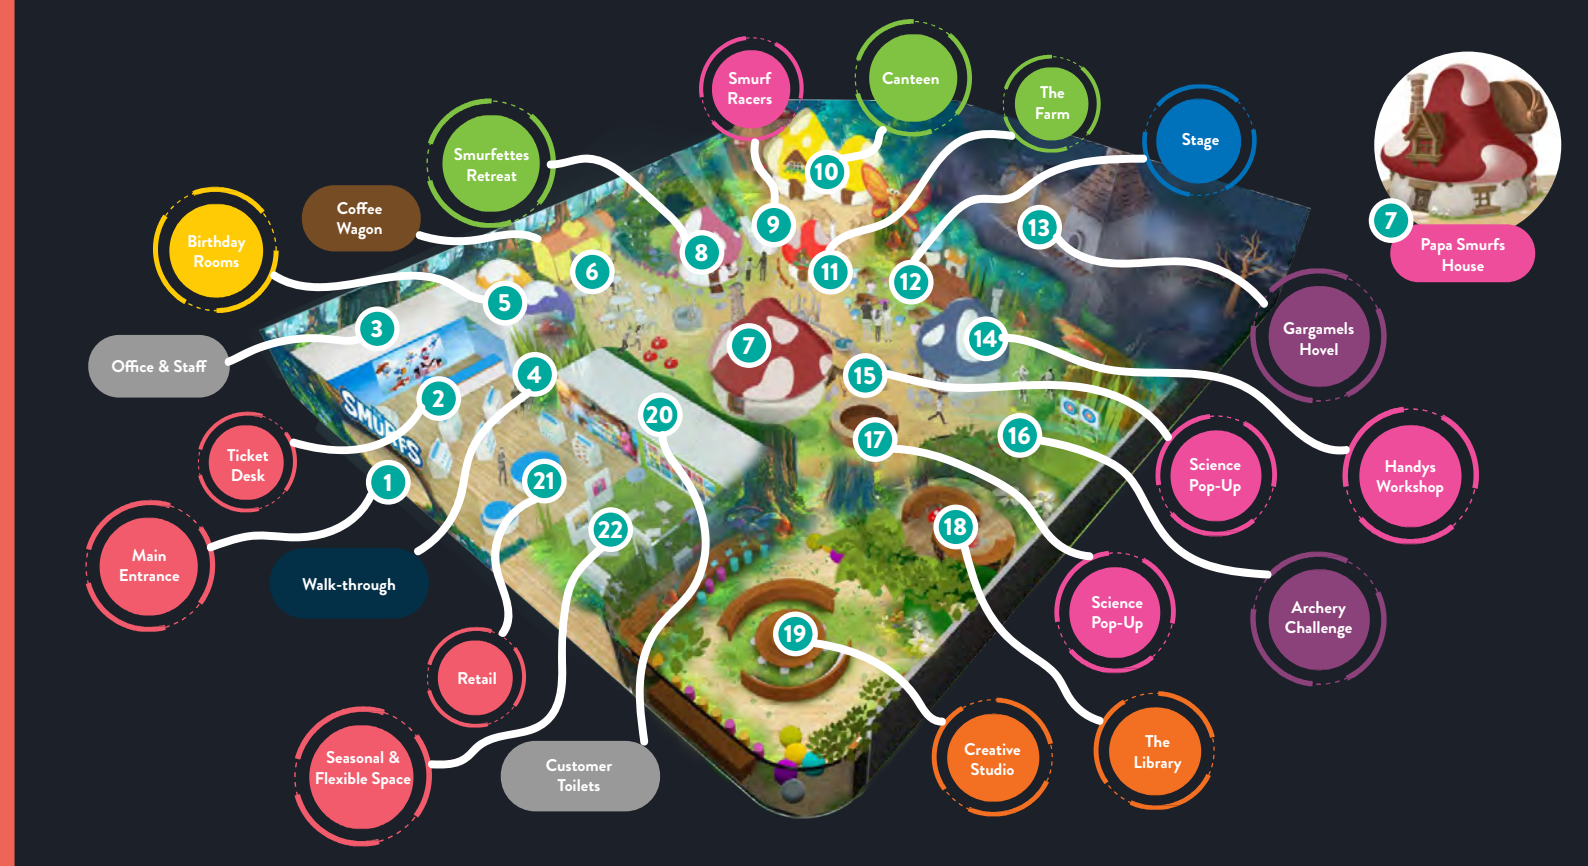 Smurf
Racers
Canteen
The
Farm
Stage
Smurfettes
Retreat
Coffee
Wagon
Birthday
Rooms
Office & Staff
Ticket
Desk
Main
Entrance
Walk-through
Retail
Seasonal &
Flexible Space
Customer
Toilets
Creative
Studio
The
Library
Science
Pop-Up
Archery
Challenge
Science
Pop-Up
Handys
Workshop
Gargamels
Hovel
7
Papa Smurfs
House
1
2
3
4
5
6
7
8
9
10
11
12
13
14
15
16
17
18
19
20
21
22
SMURFS